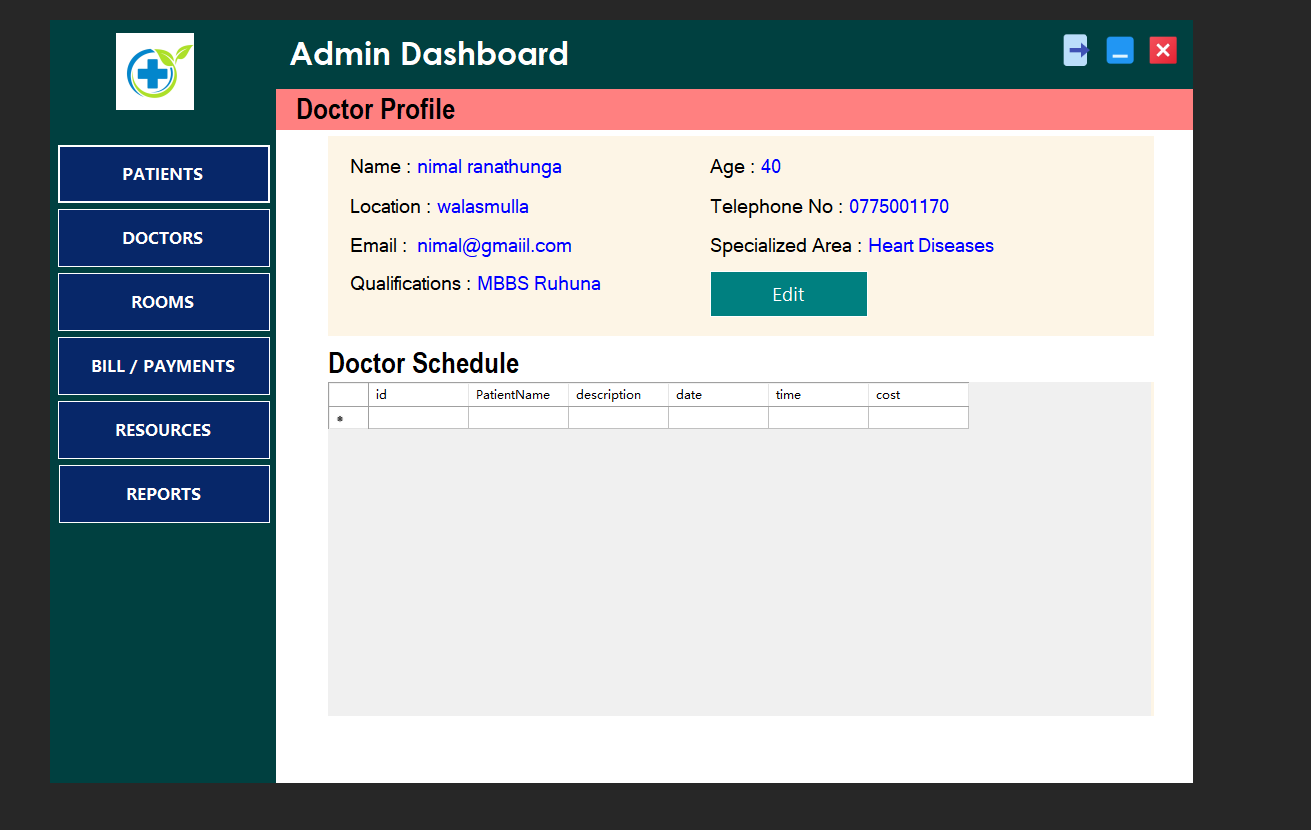 Admin Dashboard
Doctor Profile
PATIENTS
DOCTORS
ROOMS
BILL / PAYMENTS
RESOURCES
REPORTS
Name : nimal ranathunga
Age : 40
Location : walasmulla
Telephone No : 0775001170
Email : nimal@gmaiil.com
Specialized Area : Heart Diseases
Qualifications : MBBS Ruhuna
Edit
Doctor Schedule
id PatientName description date time cost
*